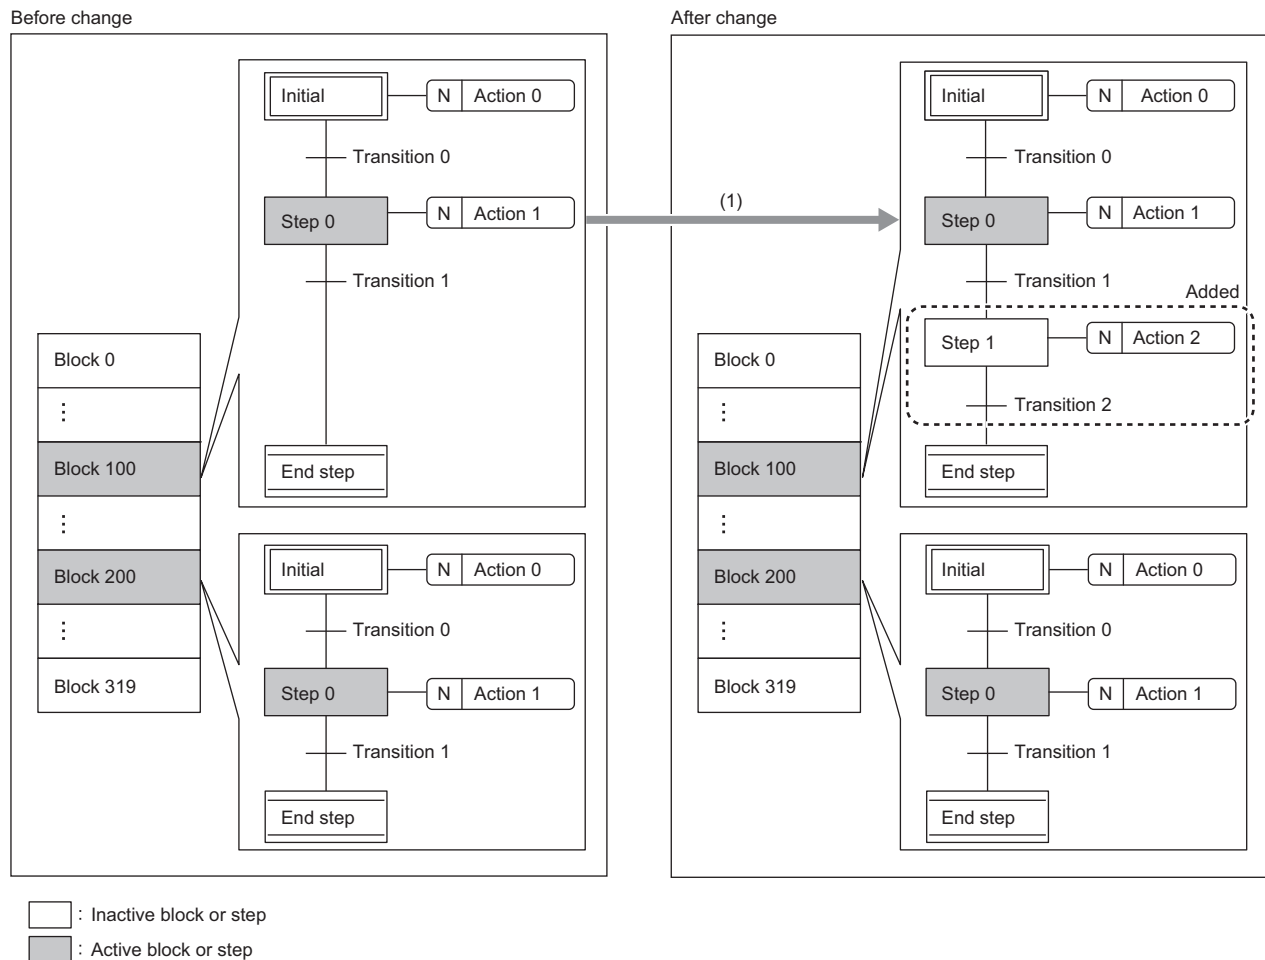 Before change
Initial
N Action 0
Transition 0
Step 0
N Action 1
Transition 1
End step
Block 0
⋮
Block 100
⋮
Block 200
⋮
Block 319
Initial
N Action 0
Transition 0
Step 0
N Action 1
Transition 1
End step
(1)
After change
Initial
N Action 0
Transition 0
Step 0
N Action 1
Transition 1
Added
Step 1
N Action 2
Transition 2
End step
Block 0
⋮
Block 100
⋮
Block 200
⋮
Block 319
Initial
N Action 0
Transition 0
Step 0
N Action 1
Transition 1
End step
: Inactive block or step
: Active block or step